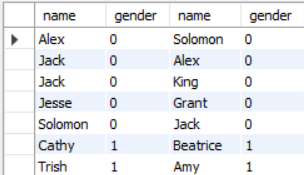 name gender name gender
Alex 0 Solomon 0
Jack 0 Alex 0
Jack 0 King 0
Jesse 0 Grant 0
Solomon 0 Jack 0
Cathy 1 Beatrice 1
Trish 1 Amy 1